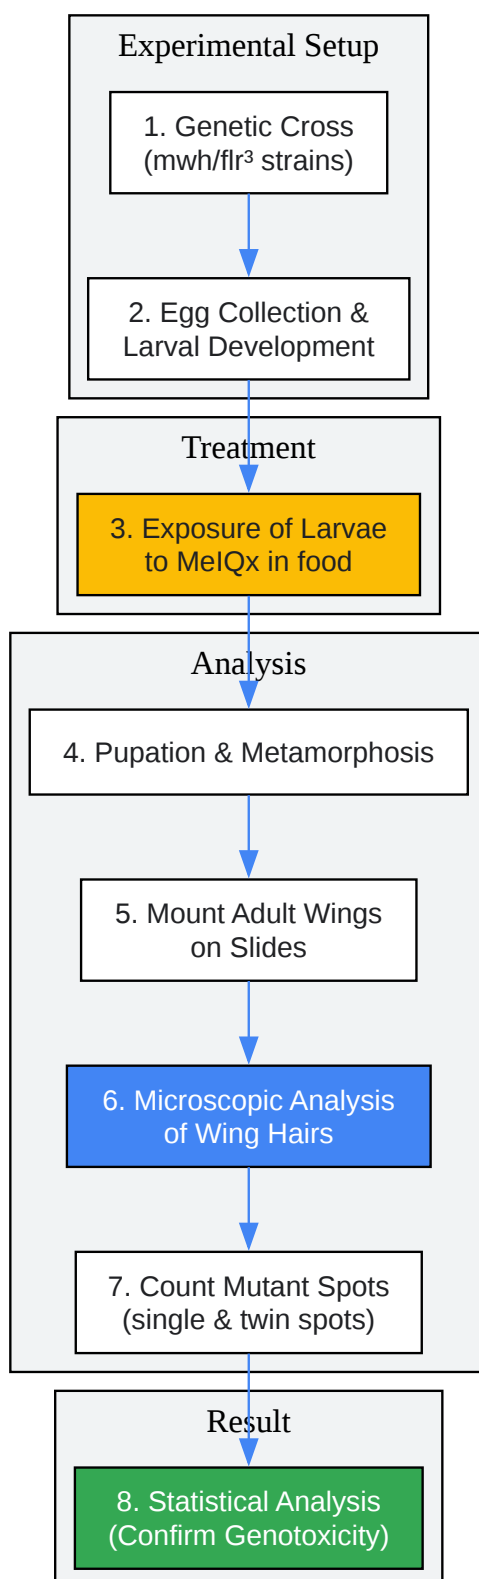 Experimental Setup
1. Genetic Cross
(mwh/flr³ strains)
2. Egg Collection &
Larval Development
Treatment
3. Exposure of Larvae
to MeIQx in food
Analysis
4. Pupation & Metamorphosis
5. Mount Adult Wings
on Slides
6. Microscopic Analysis
of Wing Hairs
7. Count Mutant Spots
(single & twin spots)
Result
8. Statistical Analysis
(Confirm Genotoxicity)